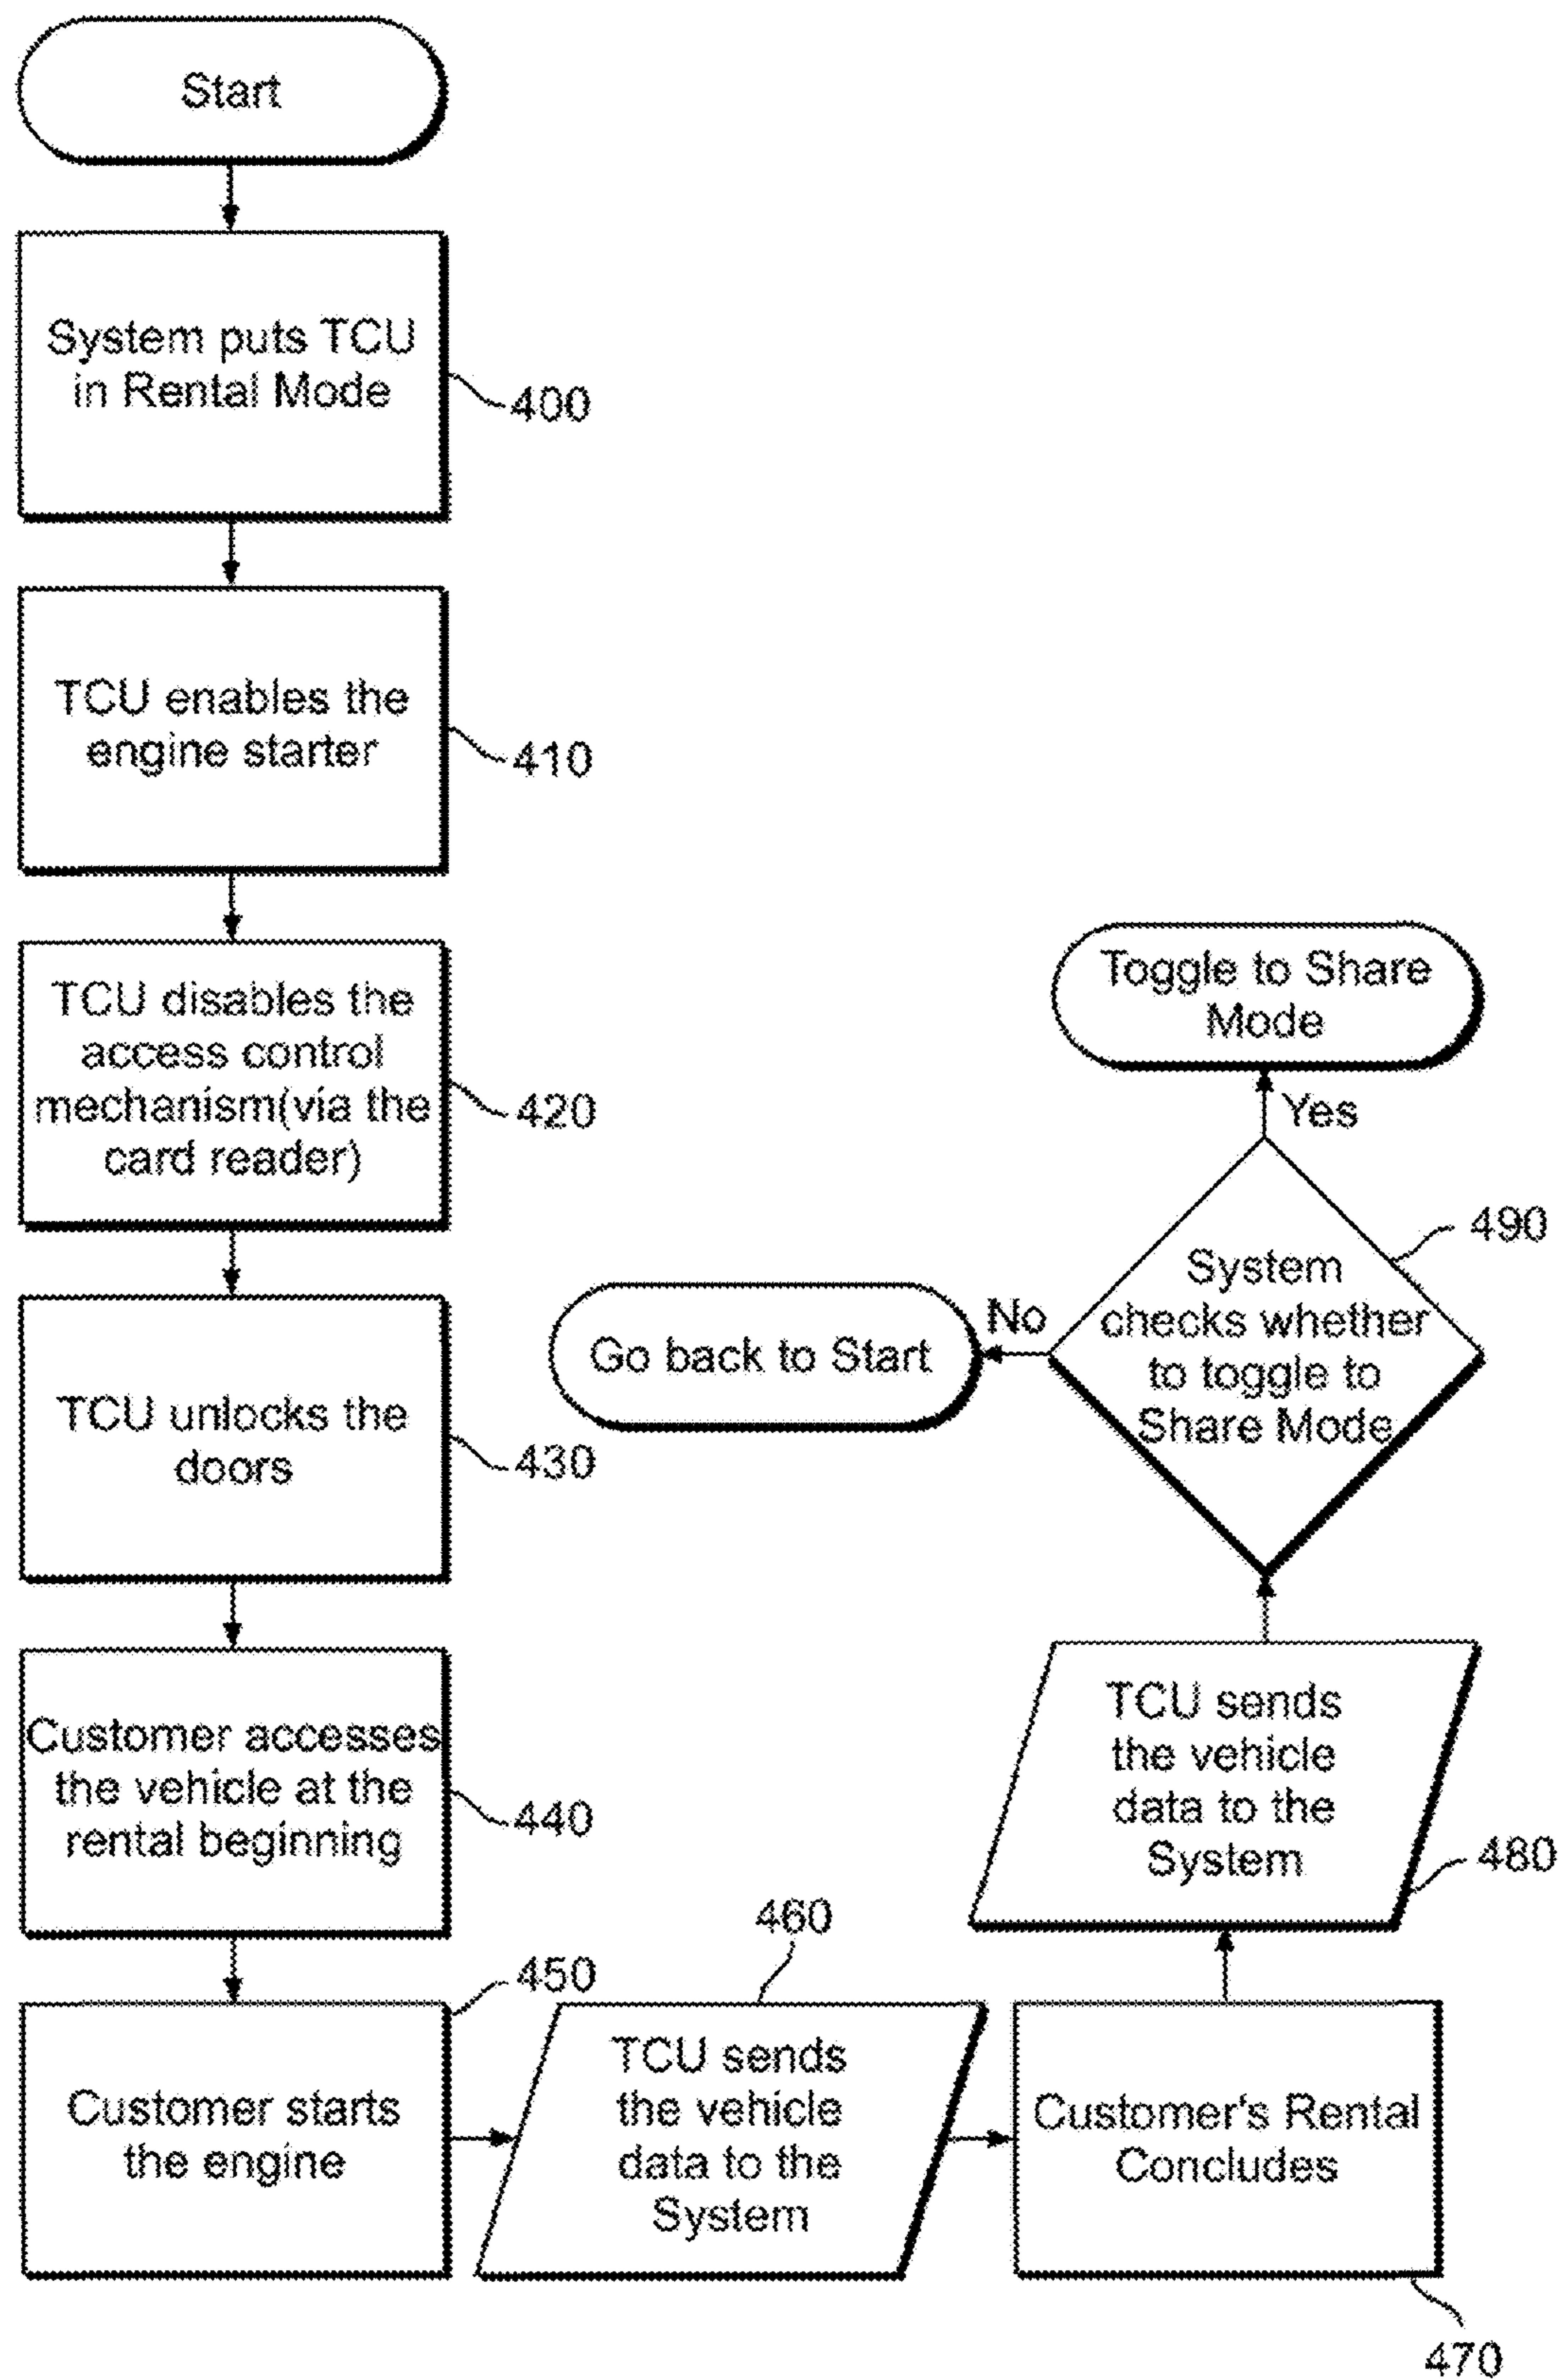 Start
System puts TCU
in Rental Mode
400
TCU enables the
engine starter
410
TCU disables the
access control
mechanism(via the
card reader)
420
TCU unlocks the
doors
430
Customer accesses
the vehicle at the
rental beginning
440
Customer starts
the engine
450
TCU sends
the vehicle
data to the
System
460
Customer's Rental
Concludes
470
TCU sends
the vehicle
data to the
System
480
System
checks whether
to toggle to
Share Mode
490
No
Go back to Start
Yes
Toggle to Share
Mode